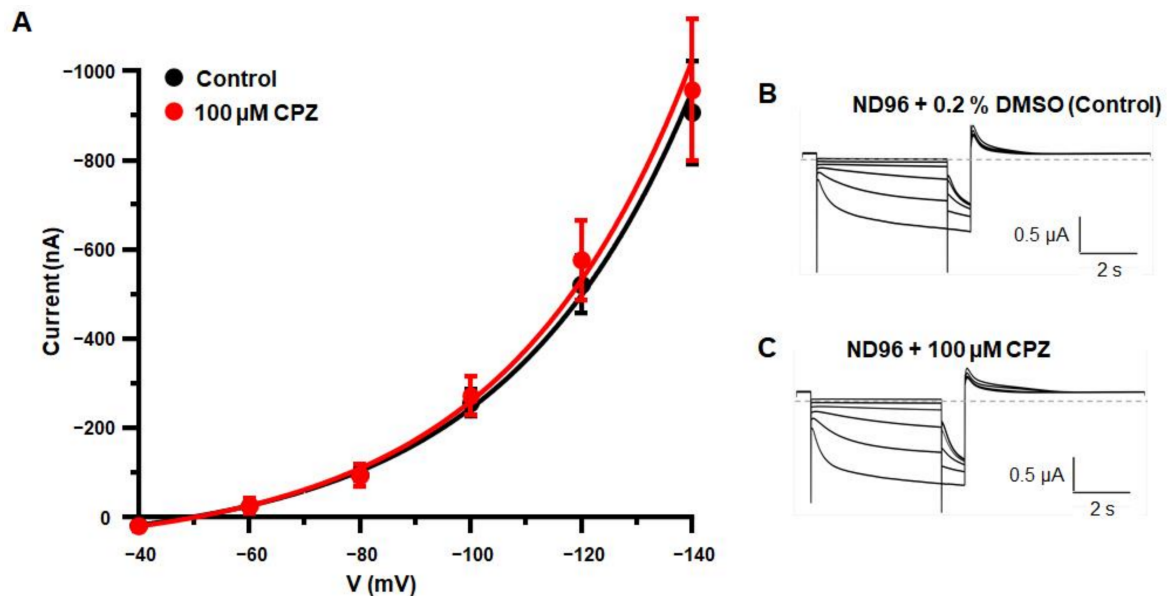 A
Control
100 µM CPZ
−1000
−800
−600
−400
−200
0
Current (nA)
−40
−60
−80
−100
−120
−140
V (mV)
B
ND96 + 0.2 % DMSO (Control)
0.5 µA
2 s
C
ND96 + 100 µM CPZ
0.5 µA
2 s